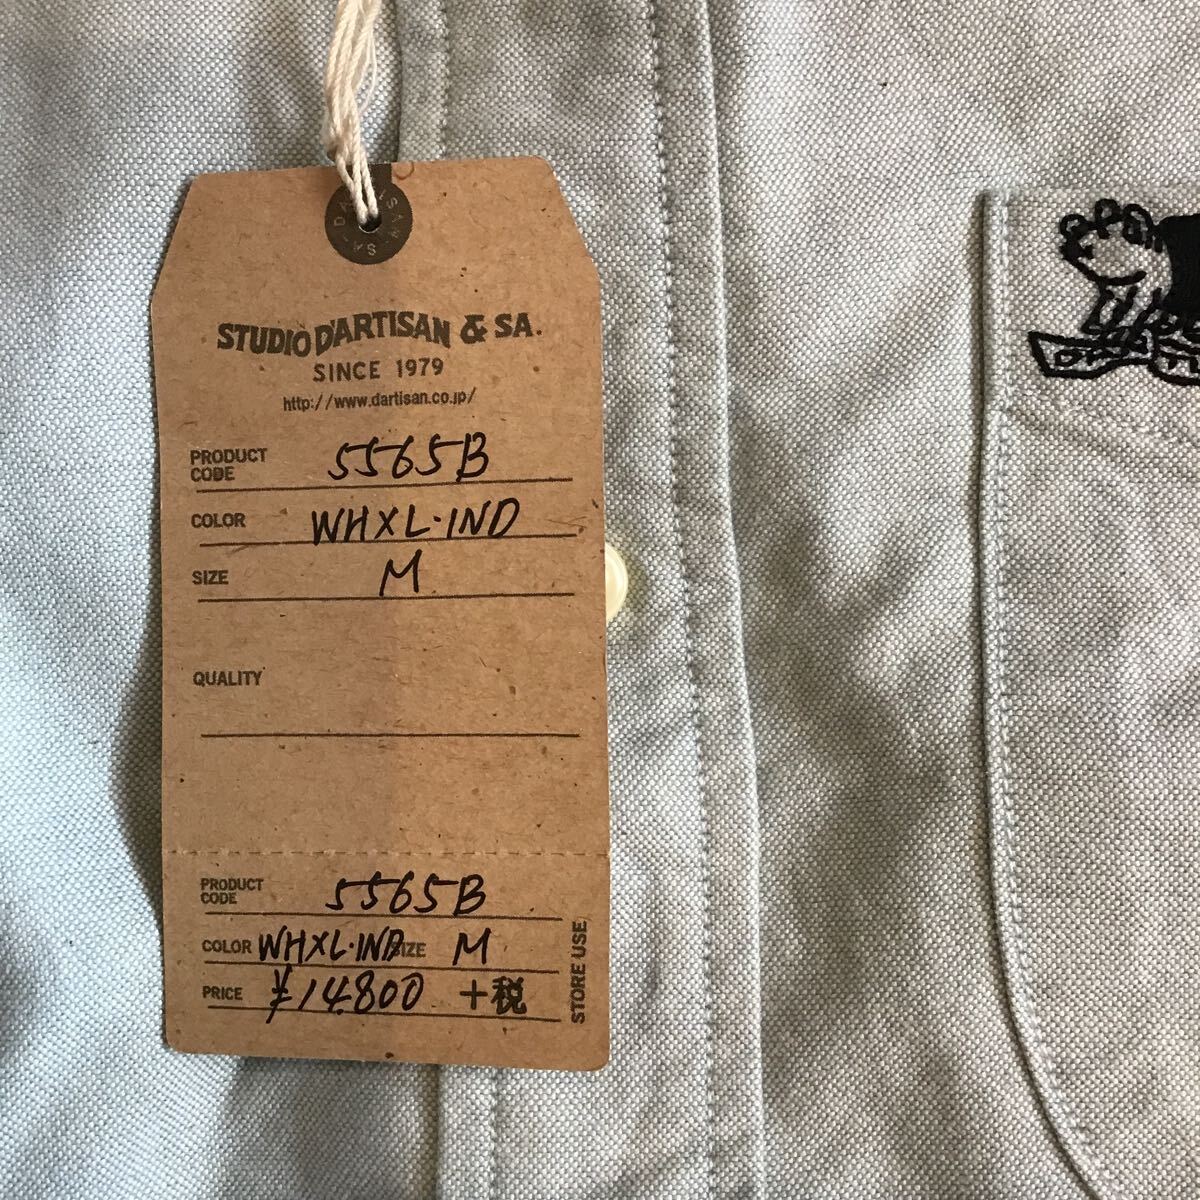 STUDIO D'ARTISAN & SA.
SINCE 1979
http://www.dartisan.co.jp/
PRODUCT CODE 5565B
COLOR WHXL·IND
SIZE M
QUALITY
PRODUCT CODE 5565B
COLOR WHXL·IND SIZE M
PRICE ¥14.800 +税
STORE USE